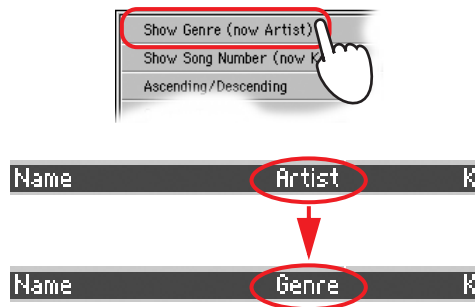 Show Genre (now Artist)
Show Song Number (now K
Ascending/Descending
Name Artist K
Name Genre K